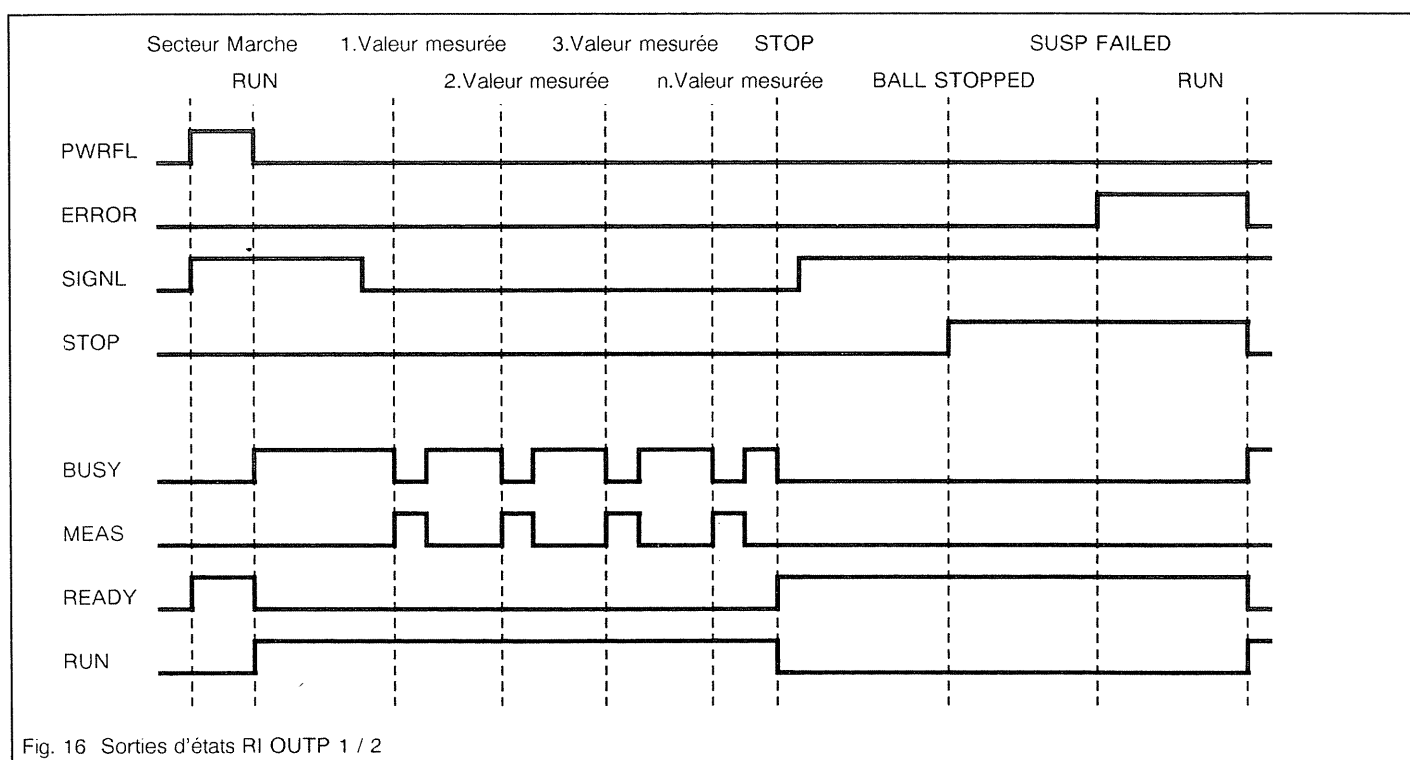 Secteur Marche 1.Valeur mesurée 3.Valeur mesurée STOP SUSP FAILED
RUN 2.Valeur mesurée n.Valeur mesurée BALL STOPPED RUN
PWRFL
ERROR
SIGNL
STOP
BUSY
MEAS
READY
RUN
Fig. 16 Sorties d'états RI OUTP 1 / 2